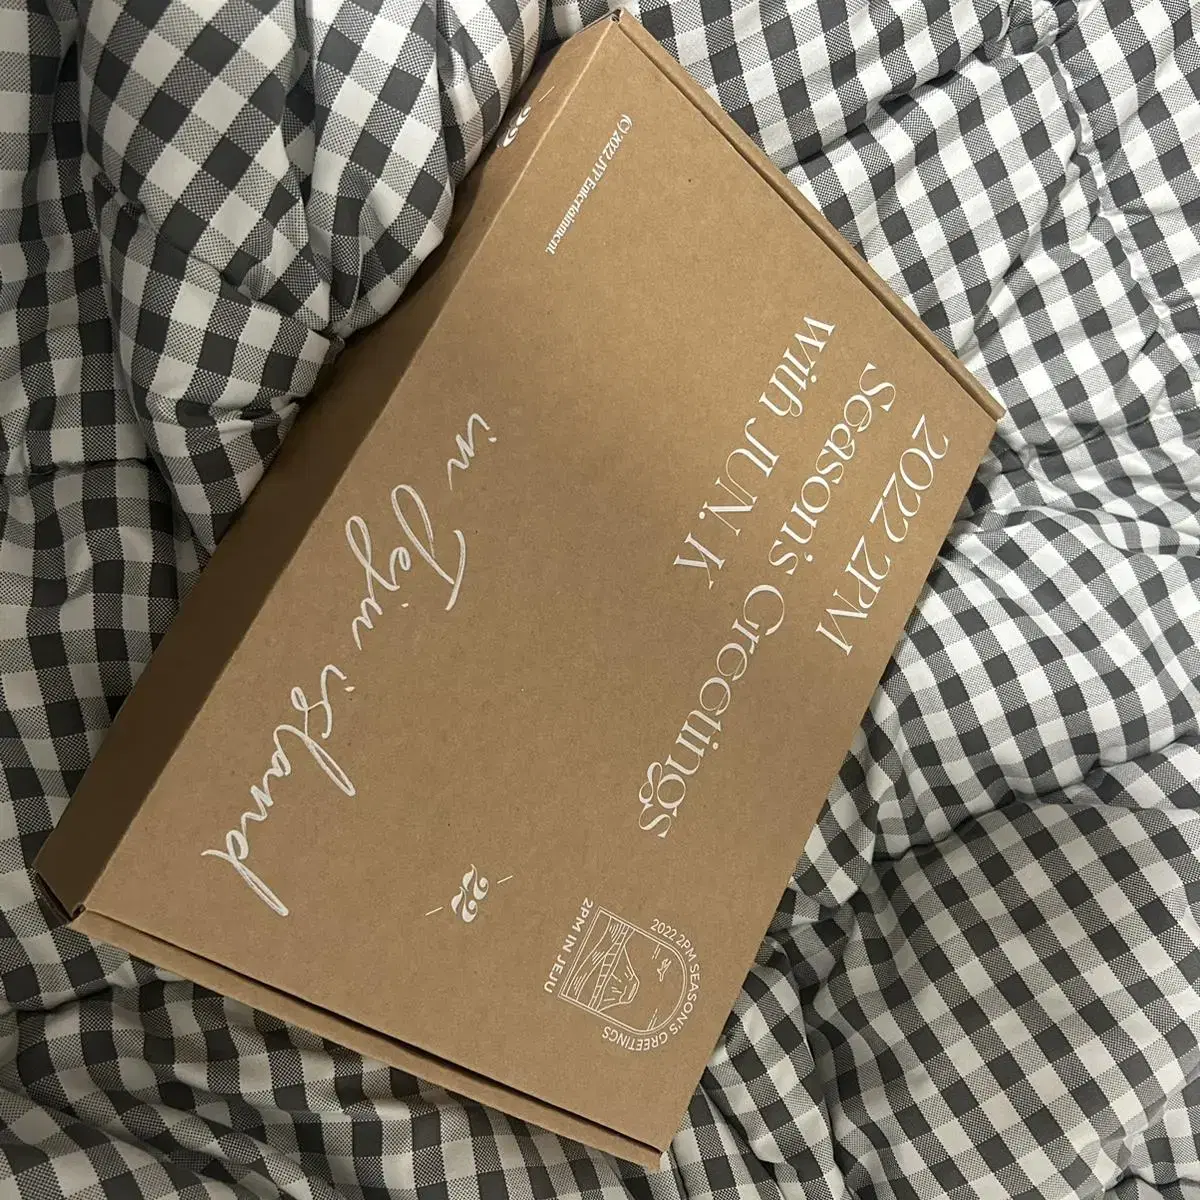 2022 2PM
Season's Greetings
with JUN. K
2022 2PM SEASON'S GREETINGS
2PM IN JEJU
in Jeju island
22
(C) 2022 JYP Entertainment.
22